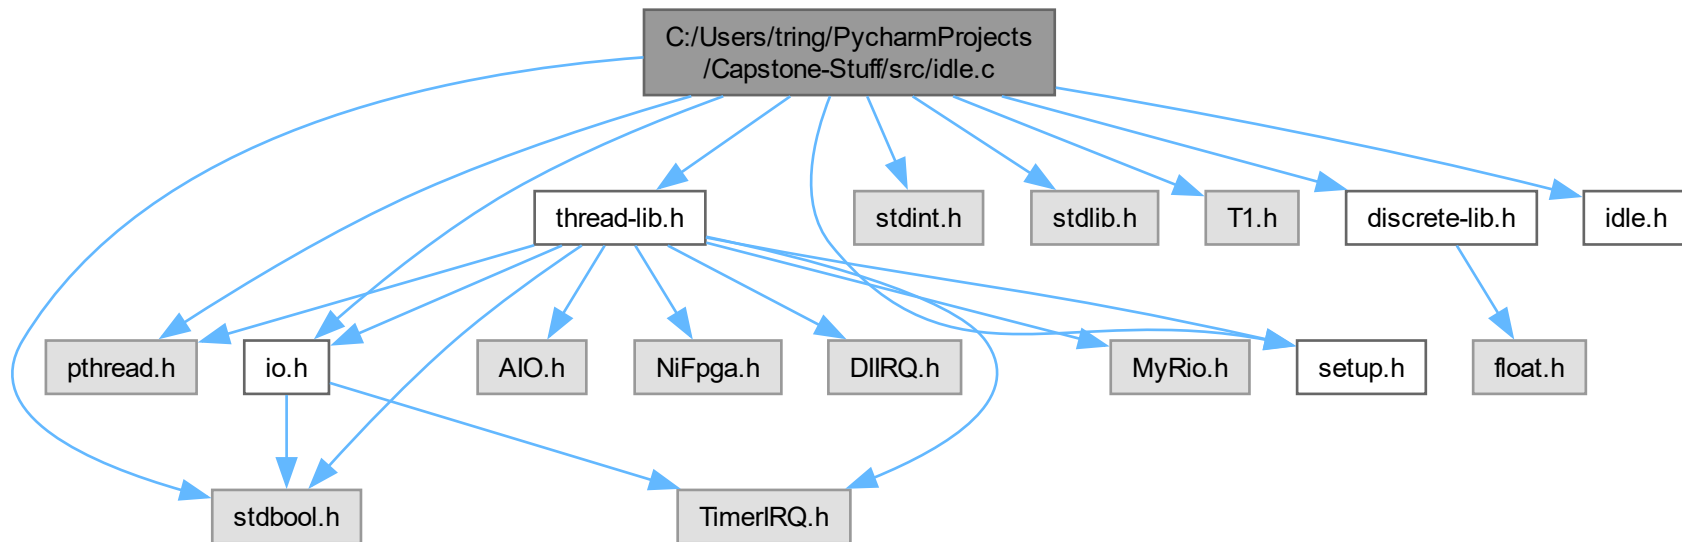 C:/Users/tring/PycharmProjects
/Capstone-Stuff/src/idle.c
thread-lib.h
stdint.h
stdlib.h
T1.h
discrete-lib.h
idle.h
pthread.h
io.h
AIO.h
NiFpga.h
DIIRQ.h
MyRio.h
setup.h
float.h
stdbool.h
TimerIRQ.h